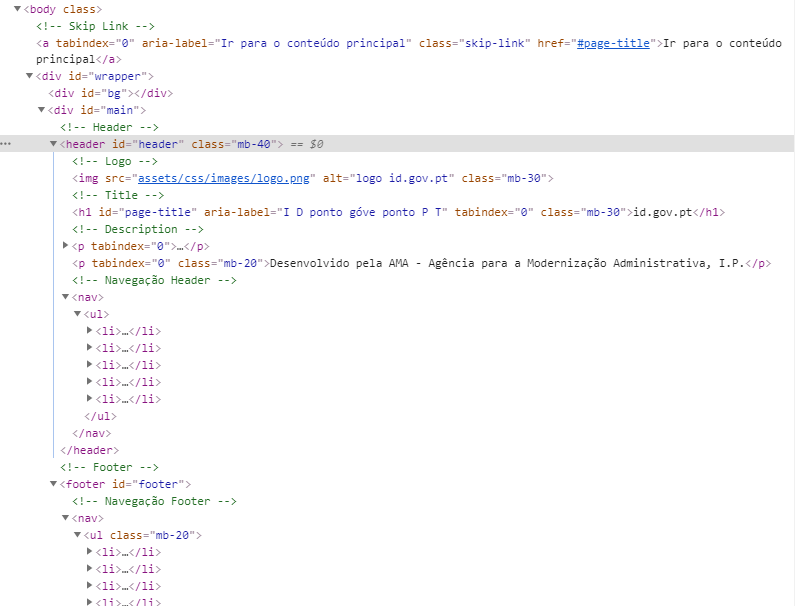 ▼<body class>
<!-- Skip Link -->
<a tabindex="0" aria-label="Ir para o conteúdo principal" class="skip-link" href="#page-title">Ir para o conteúdo
principal</a>
▼<div id="wrapper">
<div id="bg"></div>
▼<div id="main">
<!-- Header -->
… ▼<header id="header" class="mb-40"> == $0
<!-- Logo -->
<img src="assets/css/images/logo.png" alt="logo id.gov.pt" class="mb-30">
<!-- Title -->
<h1 id="page-title" aria-label="I D ponto góve ponto P T" tabindex="0" class="mb-30">id.gov.pt</h1>
<!-- Description -->
▶<p tabindex="0">…</p>
<p tabindex="0" class="mb-20">Desenvolvido pela AMA - Agência para a Modernização Administrativa, I.P.</p>
<!-- Navegação Header -->
▼<nav>
▼<ul>
▶<li>…</li>
▶<li>…</li>
▶<li>…</li>
▶<li>…</li>
▶<li>…</li>
</ul>
</nav>
</header>
<!-- Footer -->
▼<footer id="footer">
<!-- Navegação Footer -->
▼<nav>
▼<ul class="mb-20">
▶<li>…</li>
▶<li>…</li>
▶<li>…</li>
▶<li>…</li>